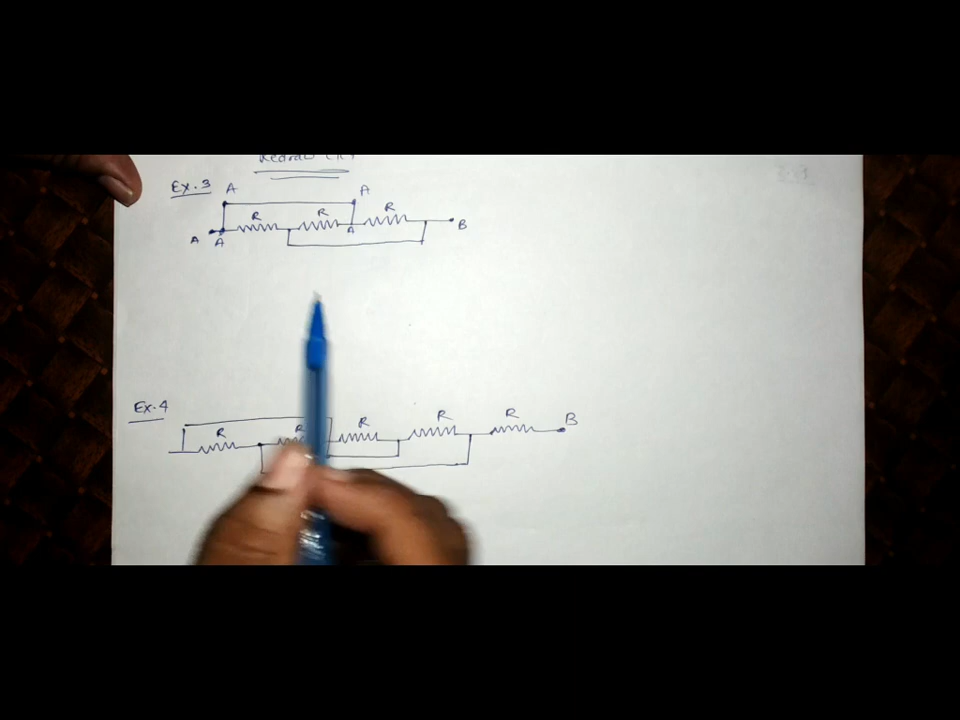 Ex.3 A A
R R R
A A A B
Ex.4
R R R R R B